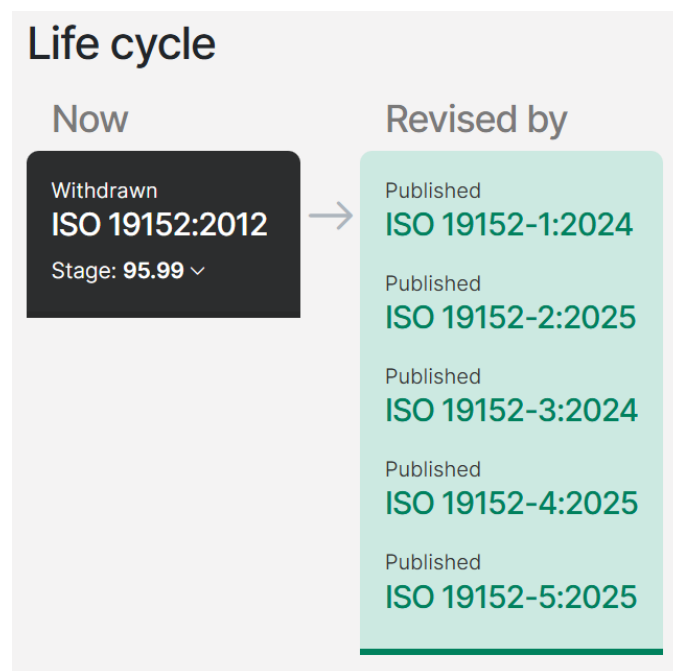 Life cycle
Now
Withdrawn
ISO 19152:2012
Stage: 95.99
Revised by
Published
ISO 19152-1:2024
Published
ISO 19152-2:2025
Published
ISO 19152-3:2024
Published
ISO 19152-4:2025
Published
ISO 19152-5:2025